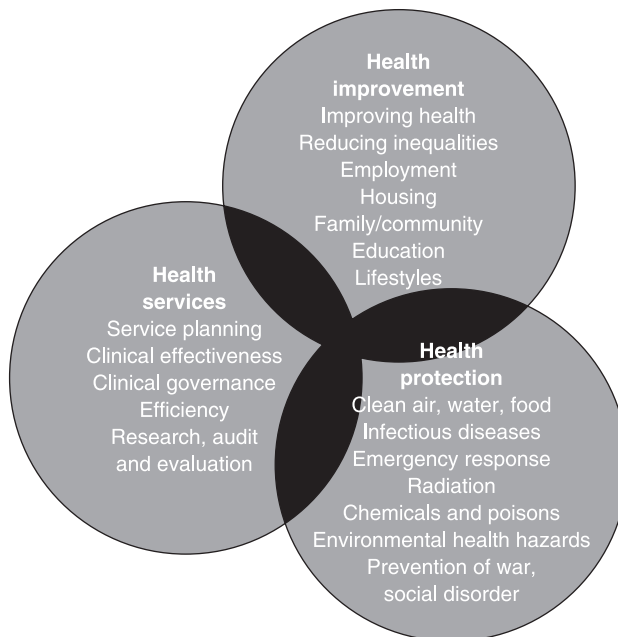 Health
improvement
Improving health
Reducing inequalities
Employment
Housing
Family/community
Education
Lifestyles
Health
services
Service planning
Clinical effectiveness
Clinical governance
Efficiency
Research, audit
and evaluation
Health
protection
Clean air, water, food
Infectious diseases
Emergency response
Radiation
Chemicals and poisons
Environmental health hazards
Prevention of war,
social disorder